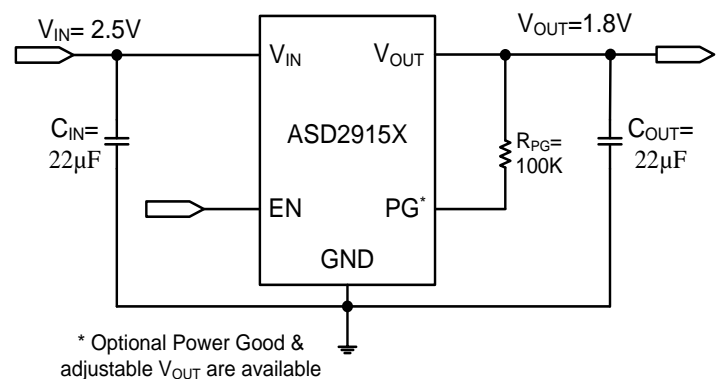 V_IN= 2.5V
V_OUT=1.8V
V_IN
V_OUT
C_IN=
22µF
ASD2915X
R_PG=
100K
C_OUT=
22µF
EN
PG*
GND
* Optional Power Good &
adjustable V_OUT are available